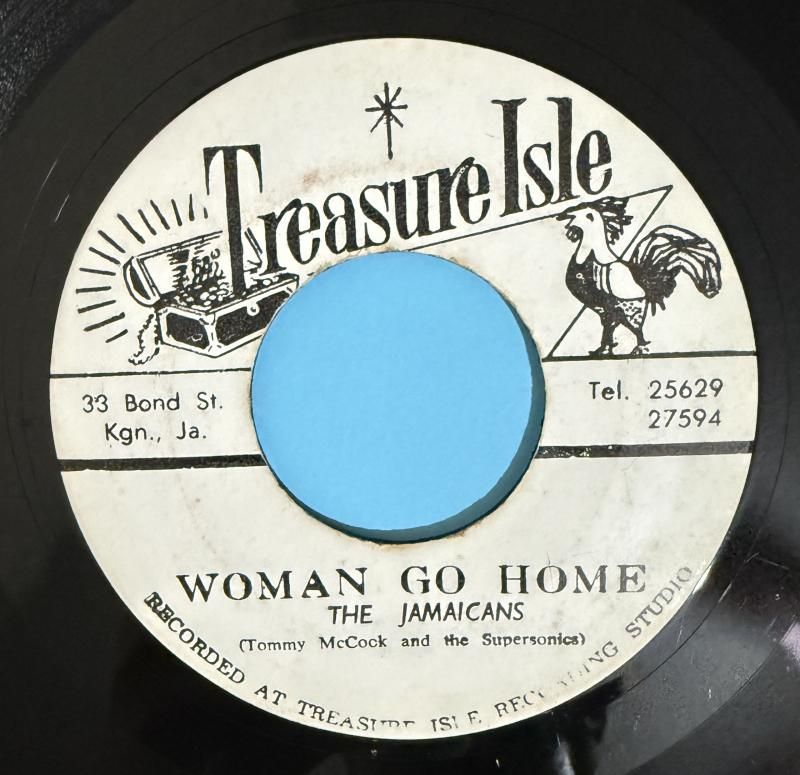 Treasure Isle
33 Bond St.
Kgn., Ja.
Tel. 25629
27594
WOMAN GO HOME
THE JAMAICANS
(Tommy McCook and the Supersonics)
RECORDED AT TREASURE ISLE RECORDING STUDIO